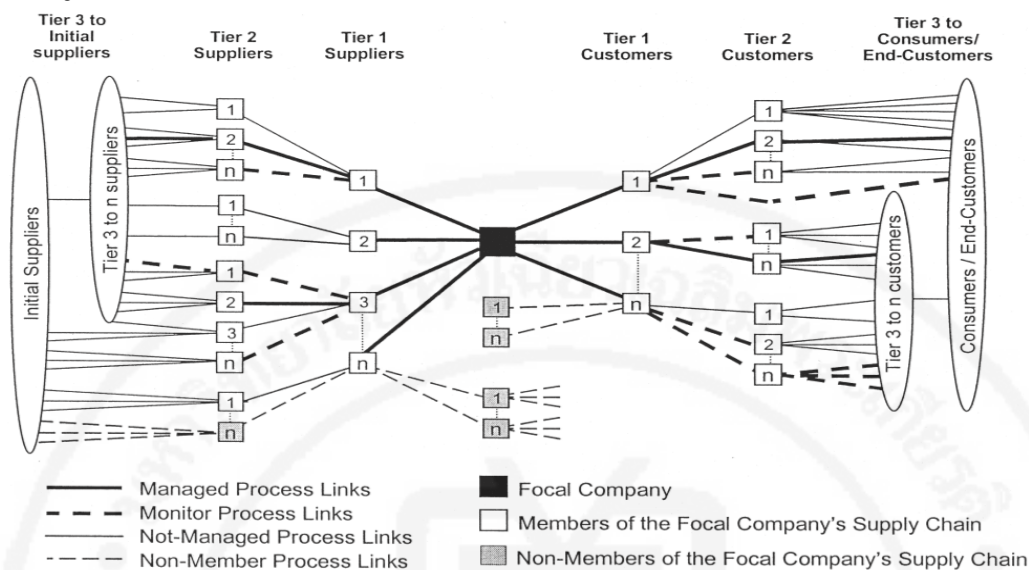 Tier 3 to
Initial
suppliers
Tier 2
Suppliers
Tier 1
Suppliers
Tier 1
Customers
Tier 2
Customers
Tier 3 to
Consumers/
End-Customers
Initial Suppliers
Tier 3 to n suppliers
1
2
n
1
n
1
2
3
n
1
n
1
2
3
n
1
n
1
n
1
2
n
1
2
n
1
n
1
2
n
Tier 3 to n customers
Consumers / End-Customers
Managed Process Links
Monitor Process Links
Not-Managed Process Links
Non-Member Process Links
Focal Company
Members of the Focal Company's Supply Chain
Non-Members of the Focal Company's Supply Chain